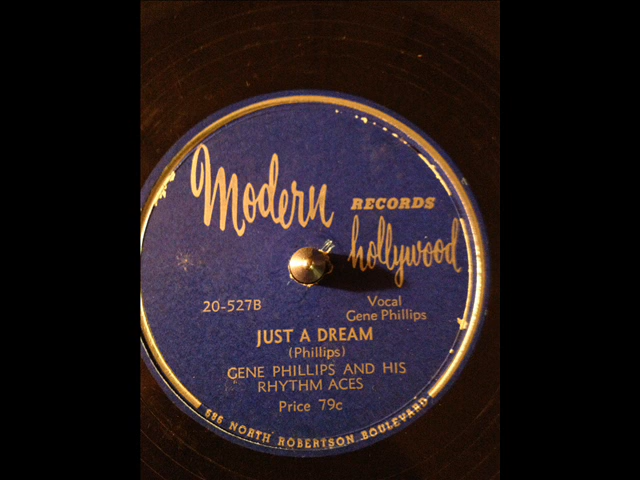 Modern RECORDS
hollywood
20-527B
Vocal
Gene Phillips
JUST A DREAM
(Phillips)
GENE PHILLIPS AND HIS
RHYTHM ACES
Price 79c
686 NORTH ROBERTSON BOULEVARD